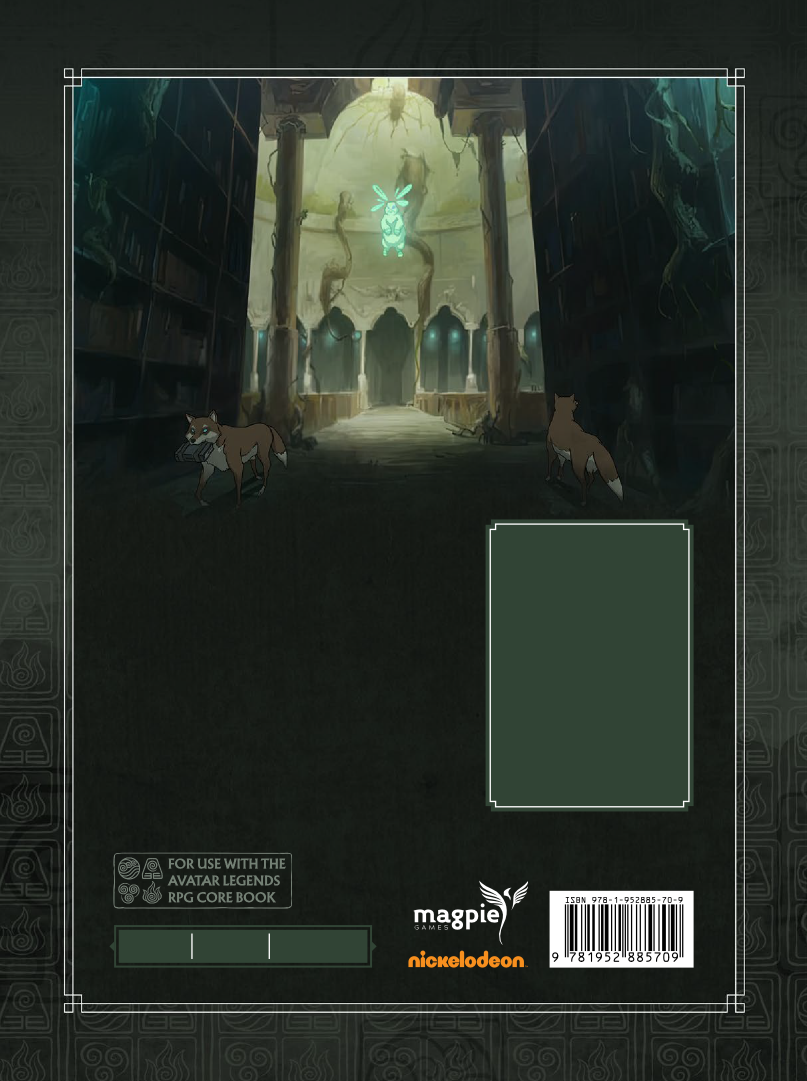 FOR USE WITH THE
AVATAR LEGENDS
RPG CORE BOOK
magpie
GAMES
nickelodeon
ISBN 978-1-952885-70-9
9 781952 885709